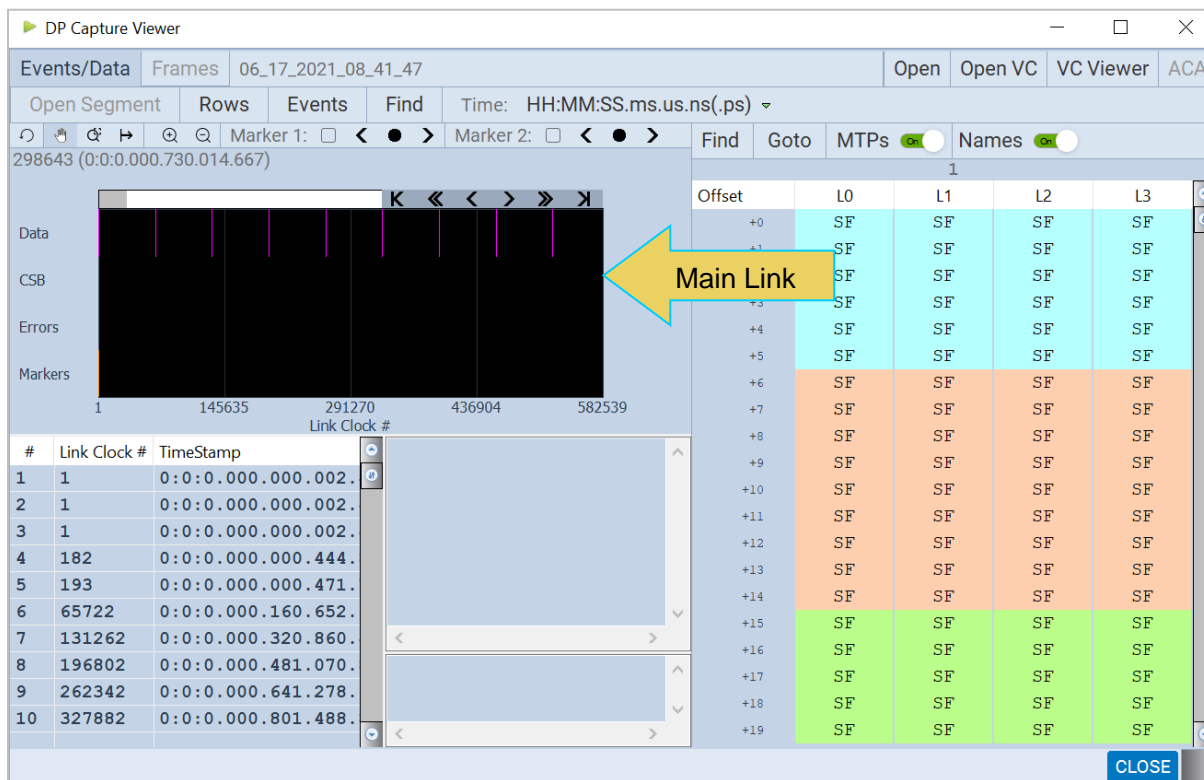 DP Capture Viewer
Events/Data Frames 06_17_2021_08_41_47 Open Open VC VC Viewer ACA
Open Segment Rows Events Find Time: HH:MM:SS.ms.us.ns(.ps)
Marker 1: Marker 2:
298643 (0:0:0.000.730.014.667)
Data
CSB
Errors
Markers
1 145635 291270 436904 582539
Link Clock #
Main Link
# Link Clock # TimeStamp
1 1 0:0:0.000.000.002.
2 1 0:0:0.000.000.002.
3 1 0:0:0.000.000.002.
4 182 0:0:0.000.000.444.
5 193 0:0:0.000.000.471.
6 65722 0:0:0.000.160.652.
7 131262 0:0:0.000.320.860.
8 196802 0:0:0.000.481.070.
9 262342 0:0:0.000.641.278.
10 327882 0:0:0.000.801.488.
Find Goto MTPs On Names On
1
Offset L0 L1 L2 L3
+0 SF SF SF SF
+1 SF SF SF SF
SF SF SF SF
+3 SF SF SF SF
+4 SF SF SF SF
+5 SF SF SF SF
+6 SF SF SF SF
+7 SF SF SF SF
+8 SF SF SF SF
+9 SF SF SF SF
+10 SF SF SF SF
+11 SF SF SF SF
+12 SF SF SF SF
+13 SF SF SF SF
+14 SF SF SF SF
+15 SF SF SF SF
+16 SF SF SF SF
+17 SF SF SF SF
+18 SF SF SF SF
+19 SF SF SF SF
CLOSE